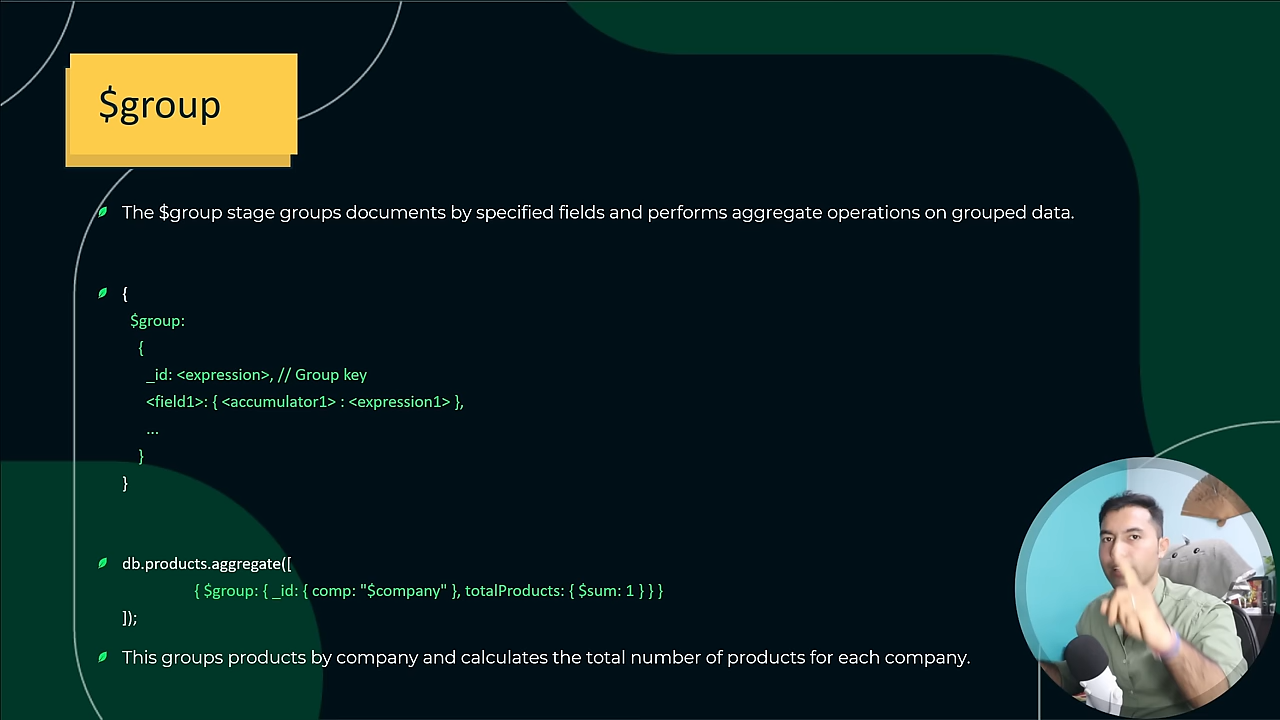 $group
The $group stage groups documents by specified fields and performs aggregate operations on grouped data.
{
$group:
{
_id: <expression>, // Group key
<field1>: { <accumulator1> : <expression1> },
...
}
}
db.products.aggregate([
{ $group: { _id: { comp: "$company" }, totalProducts: { $sum: 1 } } }
]);
This groups products by company and calculates the total number of products for each company.